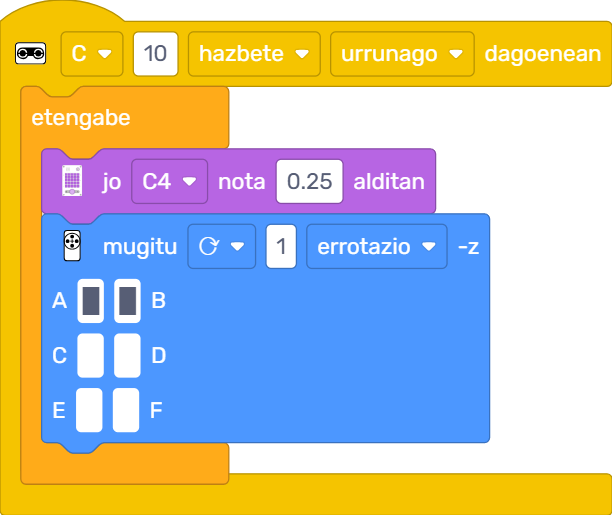 C 10 hazbete urrunago dagoenean
etengabe
jo C4 nota 0.25 alditan
mugitu 1 errotazio -z
A B
C D
E F